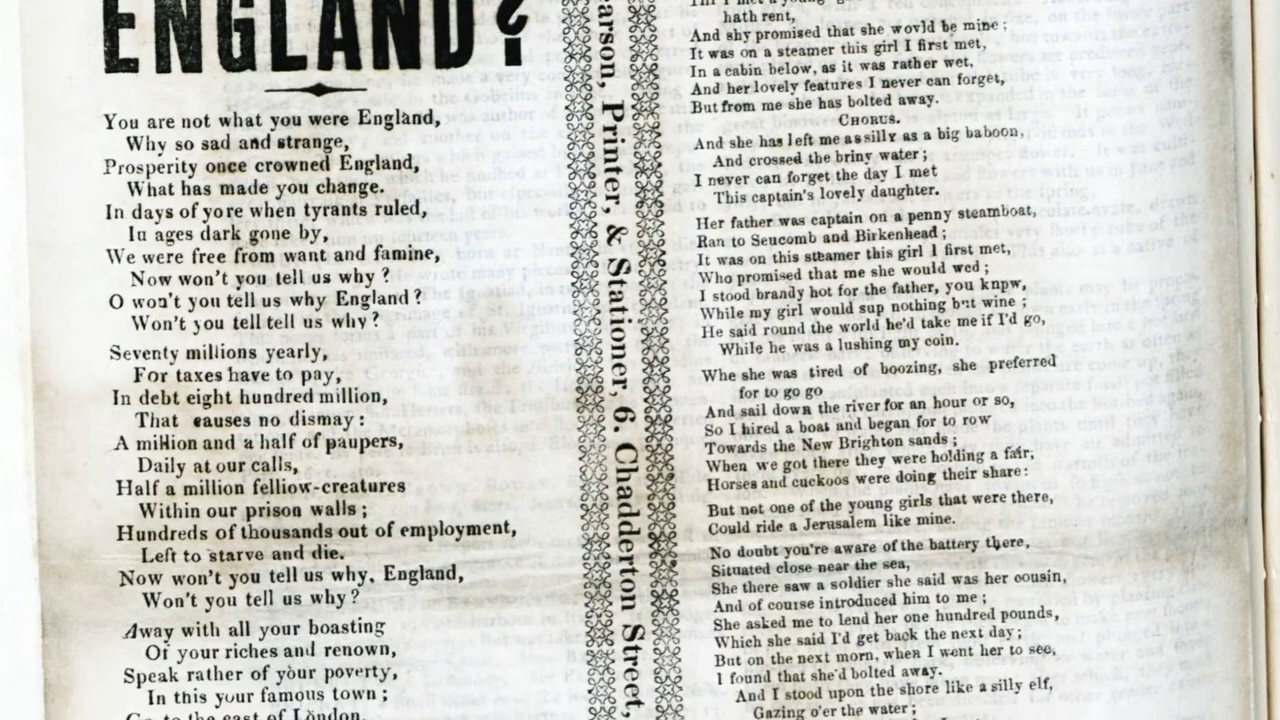 ENGLAND?
You are not what you were England,
Why so sad and strange,
Prosperity once crowned England,
What has made you change.
In days of yore when tyrants ruled,
In ages dark gone by,
We were free from want and famine,
Now won't you tell us why ?
O won't you tell us why England ?
Won't you tell tell us why ?
Seventy millions yearly,
For taxes have to pay,
In debt eight hundred million,
That causes no dismay :
A million and a half of paupers,
Daily at our calls,
Half a million felliow-creatures
Within our prison walls ;
Hundreds of thousands out of employment,
Left to starve and die.
Now won't you tell us why, England,
Won't you tell us why ?
Away with all your boasting
Of your riches and renown,
Speak rather of your poverty,
In this your famous town ;
Go to the east of London,
earson, Printer, & Stationer, 6. Chadderton Street,
hath rent,
And shy promised that she wovld be mine ;
It was on a steamer this girl I first met,
In a cabin below, as it was rather wet,
And her lovely features I never can forget,
But from me she has bolted away.
CHORUS.
And she has left me as silly as a big baboon,
And crossed the briny water ;
I never can forget the day I met
This captain's lovely daughter.
Her father was captain on a penny steamboat,
Ran to Seucomb and Birkenhead ;
It was on this steamer this girl I first met,
Who promised that me she would wed ;
I stood brandy hot for the father, you knpw,
While my girl would sup nothing but wine ;
He said round the world he'd take me if I'd go,
While he was a lushing my coin.
Whe she was tired of boozing, she preferred
for to go go
And sail down the river for an hour or so,
So I hired a boat and began for to row
Towards the New Brighton sands ;
When we got there they were holding a fair,
Horses and cuckoos were doing their share :
But not one of the young girls that were there,
Could ride a Jerusalem like mine.
No doubt you're aware of the battery there,
Situated close near the sea,
She there saw a soldier she said was her cousin,
And of course introduced him to me ;
She asked me to lend her one hundred pounds,
Which she said I'd get back the next day ;
But on the next morn, when I went her to see,
I found that she'd bolted away.
And I stood upon the shore like a silly elf,
Gazing o'er the water ;